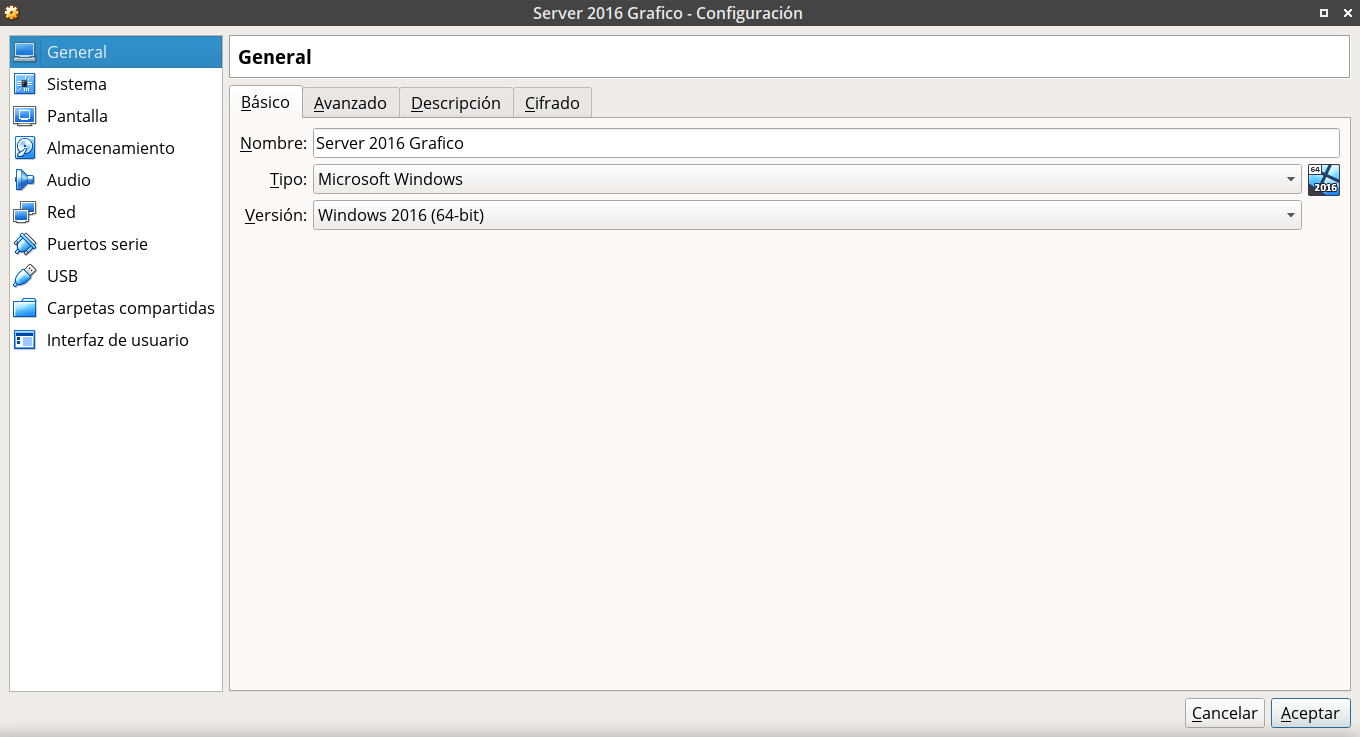 Server 2016 Grafico - Configuración
General
Sistema
Pantalla
Almacenamiento
Audio
Red
Puertos serie
USB
Carpetas compartidas
Interfaz de usuario
General
Básico Avanzado Descripción Cifrado
Nombre: Server 2016 Grafico
Tipo: Microsoft Windows
64
2016
Versión: Windows 2016 (64-bit)
Cancelar Aceptar